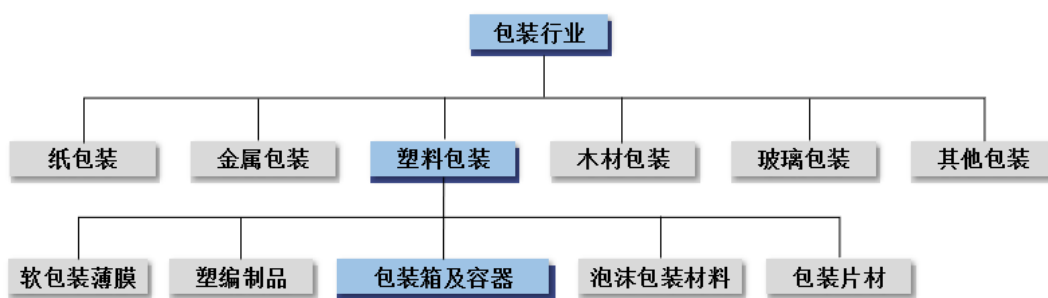 包装行业
纸包装 金属包装 塑料包装 木材包装 玻璃包装 其他包装
软包装薄膜 塑编制品 包装箱及容器 泡沫包装材料 包装片材